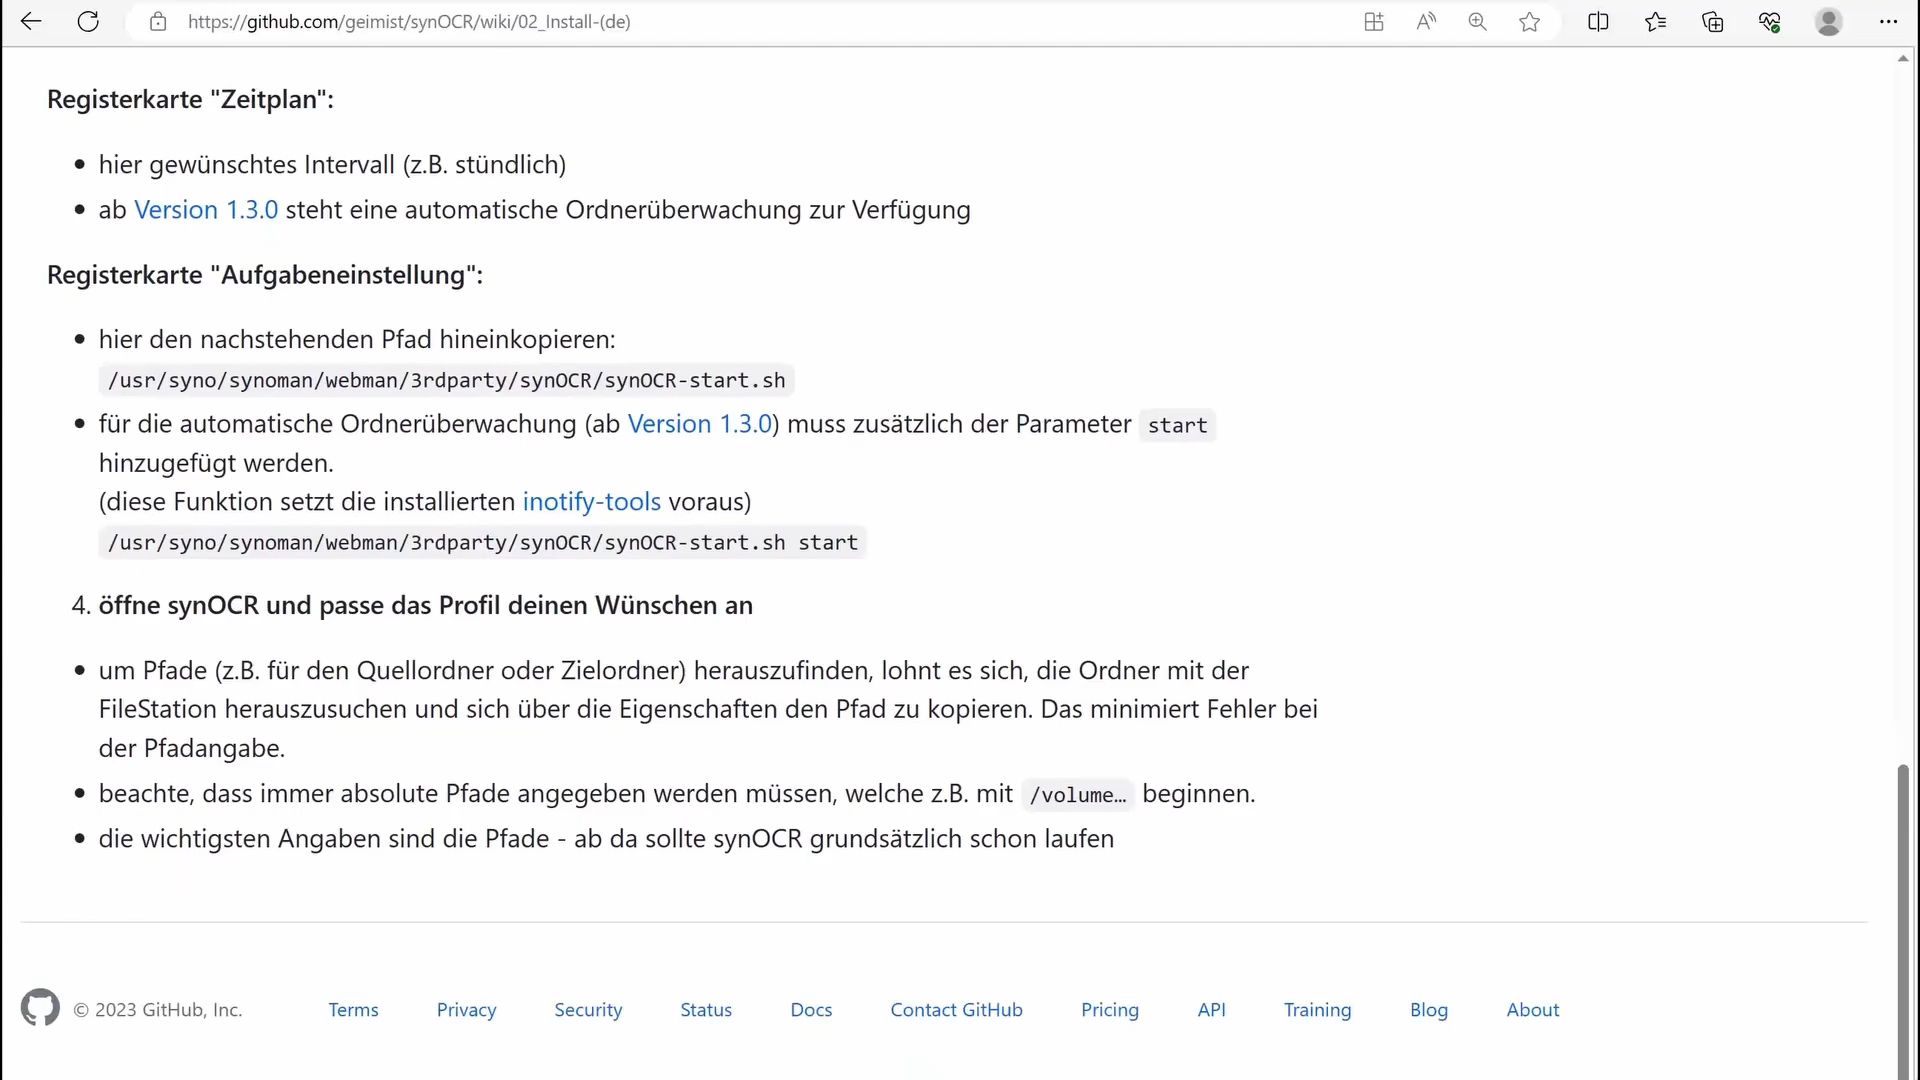 https://github.com/geimist/synOCR/wiki/02_Install-(de)
Registerkarte "Zeitplan":
hier gewünschtes Intervall (z.B. stündlich)
ab Version 1.3.0 steht eine automatische Ordnerüberwachung zur Verfügung
Registerkarte "Aufgabeneinstellung":
hier den nachstehenden Pfad hineinkopieren:
/usr/syno/synoman/webman/3rdparty/synOCR/synOCR-start.sh
für die automatische Ordnerüberwachung (ab Version 1.3.0) muss zusätzlich der Parameter start
hinzugefügt werden.
(diese Funktion setzt die installierten inotify-tools voraus)
/usr/syno/synoman/webman/3rdparty/synOCR/synOCR-start.sh start
4. öffne synOCR und passe das Profil deinen Wünschen an
um Pfade (z.B. für den Quellordner oder Zielordner) herauszufinden, lohnt es sich, die Ordner mit der
FileStation herauszusuchen und sich über die Eigenschaften den Pfad zu kopieren. Das minimiert Fehler bei
der Pfadangabe.
beachte, dass immer absolute Pfade angegeben werden müssen, welche z.B. mit /volume… beginnen.
die wichtigsten Angaben sind die Pfade - ab da sollte synOCR grundsätzlich schon laufen
© 2023 GitHub, Inc. Terms Privacy Security Status Docs Contact GitHub Pricing API Training Blog About